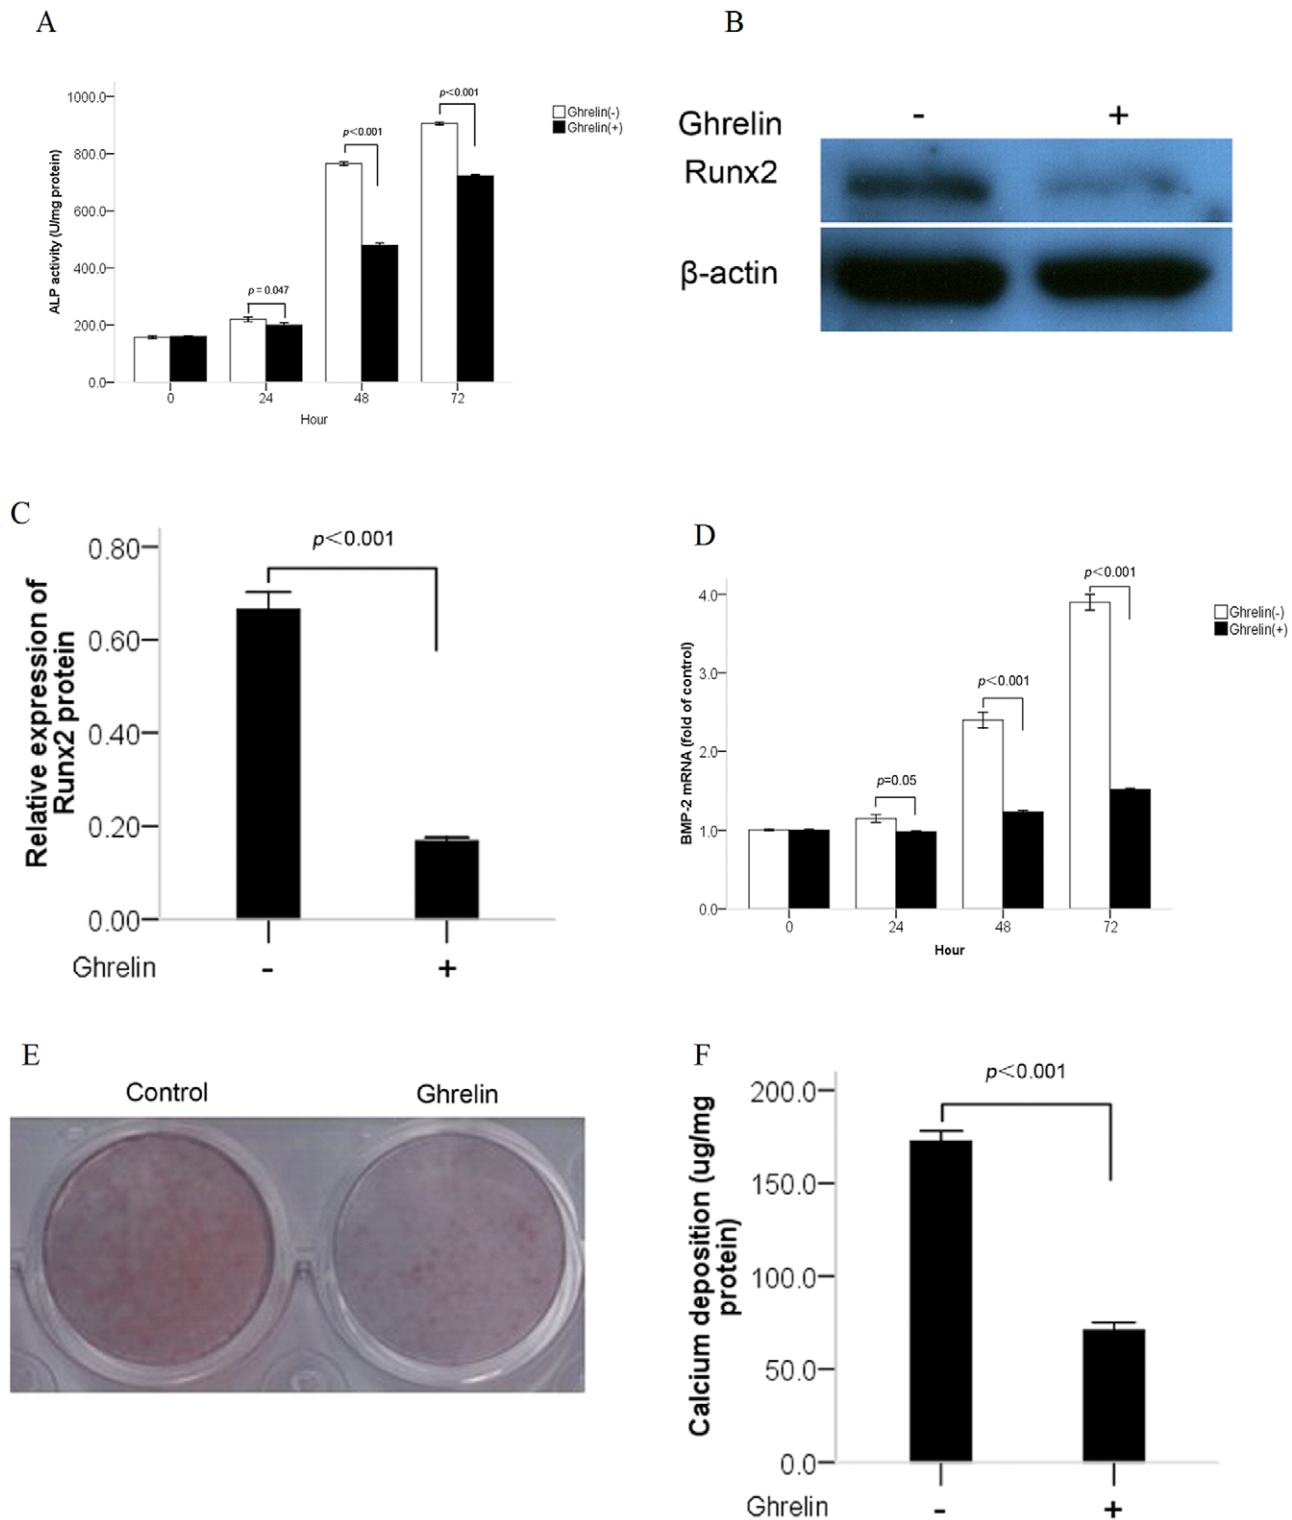 A
1000.0
800.0
600.0
400.0
200.0
0.0
ALP activity (U/mg protein)
p = 0.047
p<0.001
p<0.001
Ghrelin(-)
Ghrelin(+)
0 24 48 72
Hour
B
Ghrelin - +
Runx2
β-actin
C
Relative expression of
Runx2 protein
0.80
0.60
0.40
0.20
0.00
p<0.001
Ghrelin - +
D
BMP-2 mRNA (fold of control)
4.0
3.0
2.0
1.0
0.0
p=0.05
p<0.001
p<0.001
Ghrelin(-)
Ghrelin(+)
0 24 48 72
Hour
E
Control Ghrelin
F
Calcium deposition (ug/mg
protein)
200.0
150.0
100.0
50.0
0.0
p<0.001
Ghrelin - +